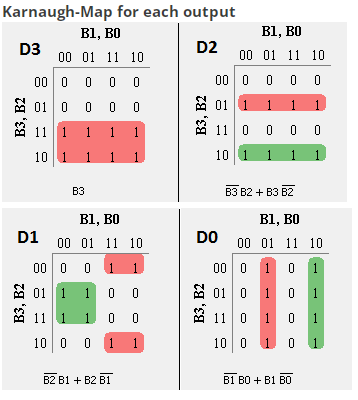 Karnaugh-Map for each output
D3
B1, B0
00 01 11 10
B3, B2
00 0 0 0 0
01 0 0 0 0
11 1 1 1 1
10 1 1 1 1
B3
D2
B1, B0
00 01 11 10
B3, B2
00 0 0 0 0
01 1 1 1 1
11 0 0 0 0
10 1 1 1 1
B̅3̅ B2 + B3 B̅2̅
D1
B1, B0
00 01 11 10
B3, B2
00 0 0 1 1
01 1 1 0 0
11 1 1 0 0
10 0 0 1 1
B̅2̅ B1 + B2 B̅1̅
D0
B1, B0
00 01 11 10
B3, B2
00 0 1 0 1
01 0 1 0 1
11 0 1 0 1
10 0 1 0 1
B̅1̅ B0 + B1 B̅0̅